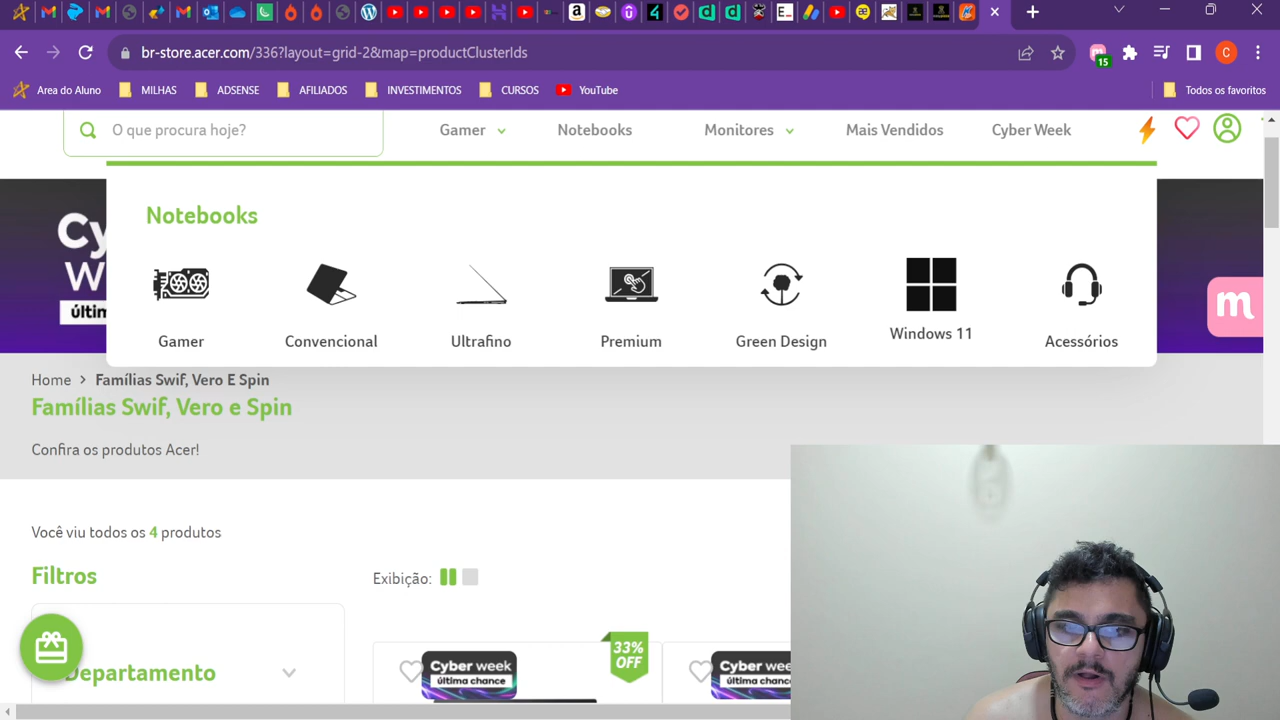 15
C
br-store.acer.com/336?layout=grid-2&map=productClusterIds
Area do Aluno
MILHAS
ADSENSE
AFILIADOS
INVESTIMENTOS
CURSOS
YouTube
Todos os favoritos
O que procura hoje?
Gamer
Notebooks
Monitores
Mais Vendidos
Cyber Week
Notebooks
Gamer
Convencional
Ultrafino
Premium
Green Design
Windows 11
Acessórios
m
Home > Famílias Swif, Vero E Spin
Famílias Swif, Vero e Spin
Confira os produtos Acer!
Você viu todos os 4 produtos
Filtros
Exibição:
Departamento
Cyber week
última chance
33%
OFF
Cyber week
última chance